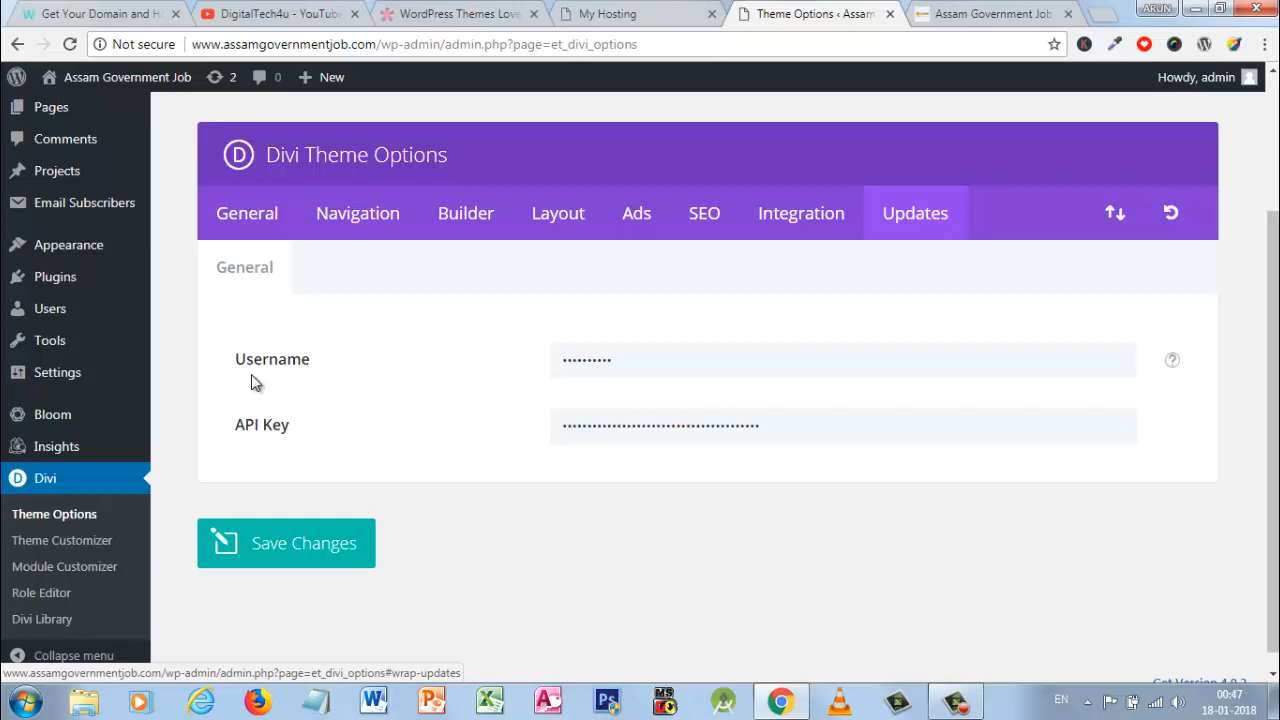 Get Your Domain and H
DigitalTech4u - YouTube
WordPress Themes Love
My Hosting
Theme Options ‹ Assam
Assam Government Job
ARUN
Not secure
www.assamgovernmentjob.com/wp-admin/admin.php?page=et_divi_options
Assam Government Job
2
0
New
Howdy, admin
Pages
Comments
Projects
Email Subscribers
Appearance
Plugins
Users
Tools
Settings
Bloom
Insights
Divi
Theme Options
Theme Customizer
Module Customizer
Role Editor
Divi Library
Collapse menu
D Divi Theme Options
General Navigation Builder Layout Ads SEO Integration Updates
General
Username ••••••••••
API Key ••••••••••••••••••••••••••••••••••••••••
Save Changes
www.assamgovernmentjob.com/wp-admin/admin.php?page=et_divi_options#wrap-updates
EN
00:47
18-01-2018